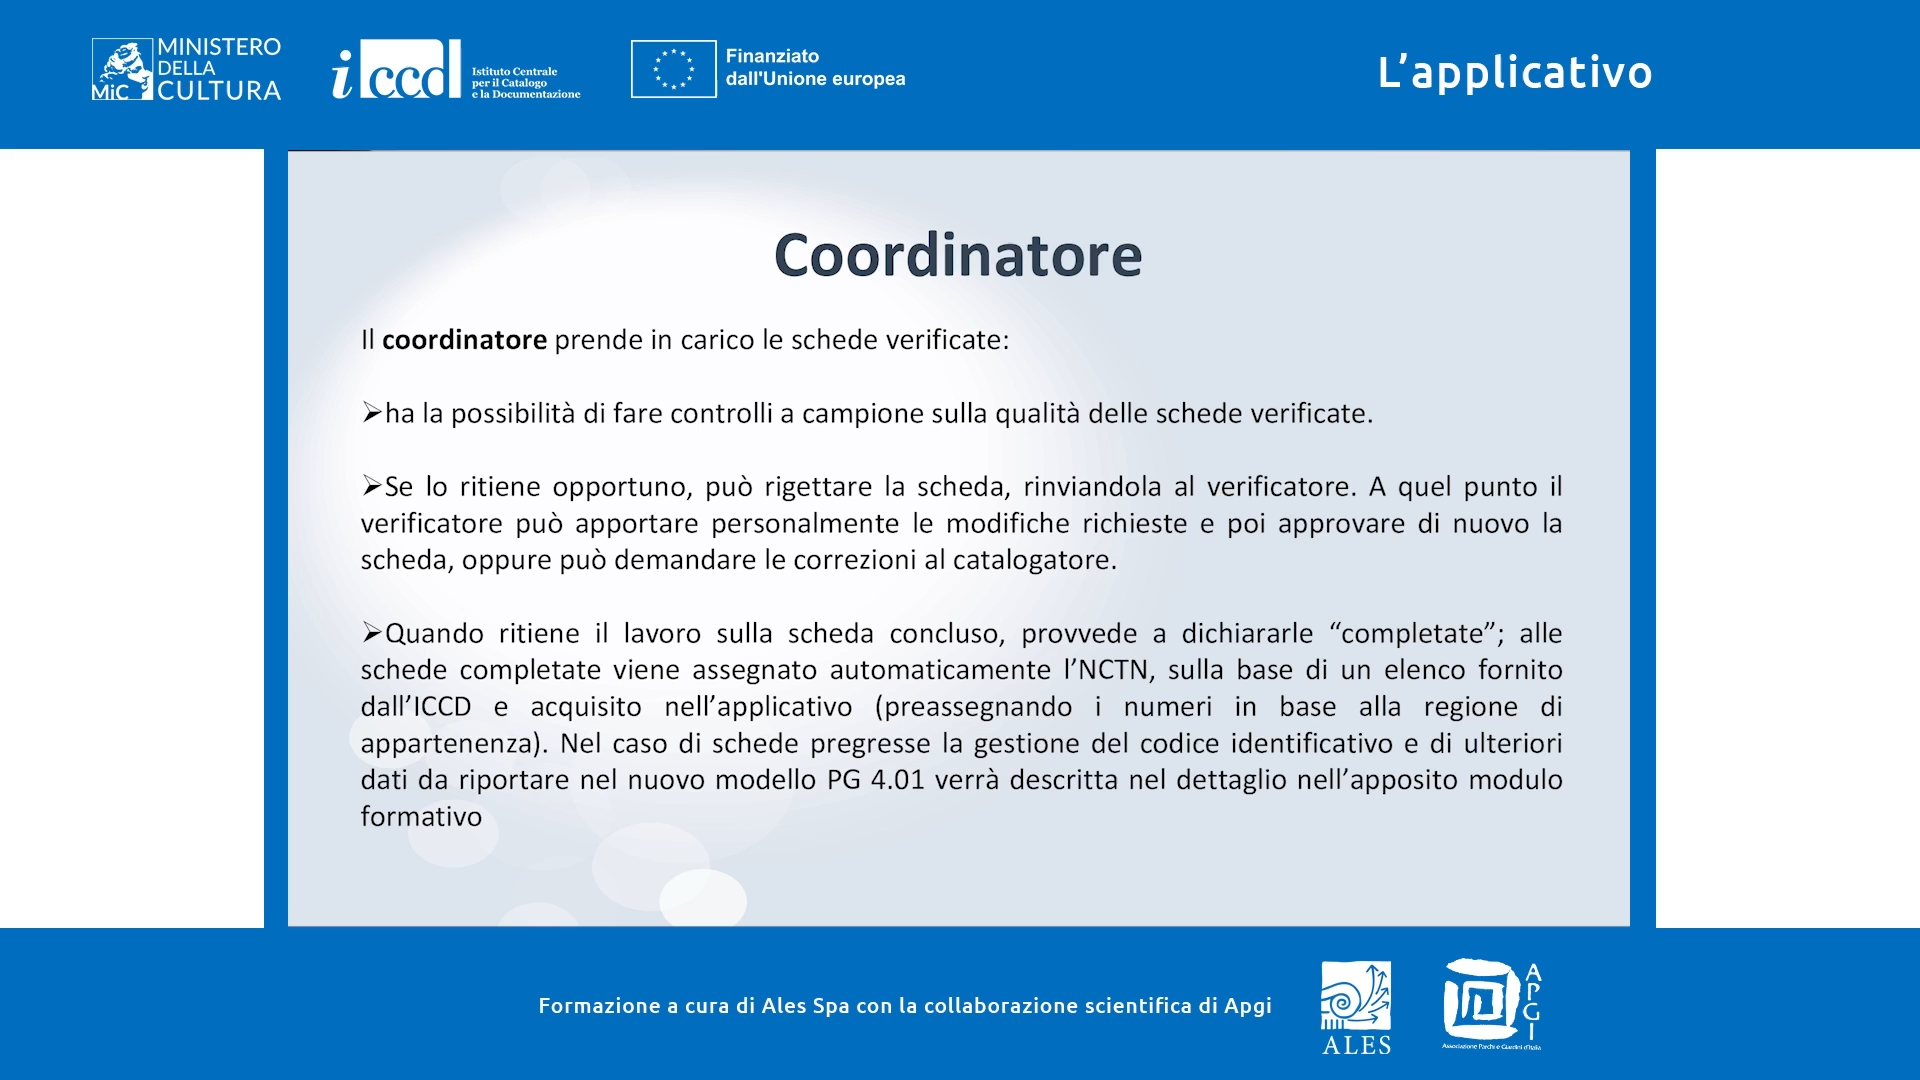 MiC
MINISTERO
DELLA
CULTURA
iccd
Istituto Centrale
per il Catalogo
e la Documentazione
Finanziato
dall'Unione europea
L'applicativo
Coordinatore
Il coordinatore prende in carico le schede verificate:
➢ha la possibilità di fare controlli a campione sulla qualità delle schede verificate.
➢Se lo ritiene opportuno, può rigettare la scheda, rinviandola al verificatore. A quel punto il
verificatore può apportare personalmente le modifiche richieste e poi approvare di nuovo la
scheda, oppure può demandare le correzioni al catalogatore.
➢Quando ritiene il lavoro sulla scheda concluso, provvede a dichiararle “completate”; alle
schede completate viene assegnato automaticamente l’NCTN, sulla base di un elenco fornito
dall’ICCD e acquisito nell’applicativo (preassegnando i numeri in base alla regione di
appartenenza). Nel caso di schede pregresse la gestione del codice identificativo e di ulteriori
dati da riportare nel nuovo modello PG 4.01 verrà descritta nel dettaglio nell’apposito modulo
formativo
Formazione a cura di Ales Spa con la collaborazione scientifica di Apgi
ALES
APGI
Associazione Parchi e Giardini d'Italia